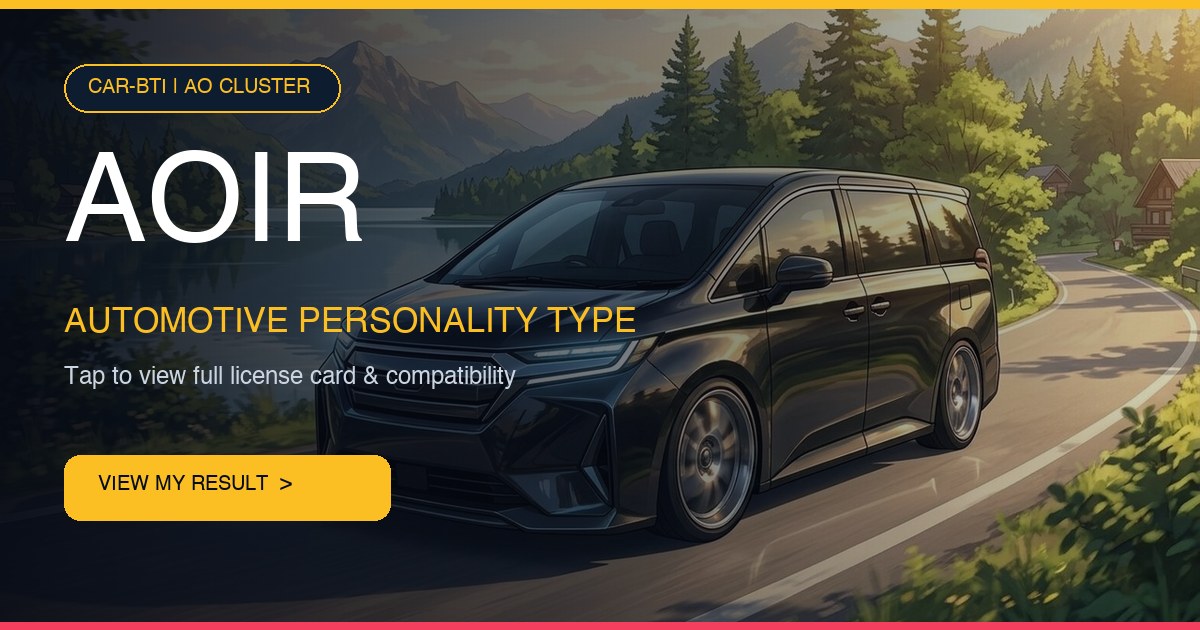 CAR-BTI | AO CLUSTER
AOIR
AUTOMOTIVE PERSONALITY TYPE
Tap to view full license card & compatibility
VIEW MY RESULT >